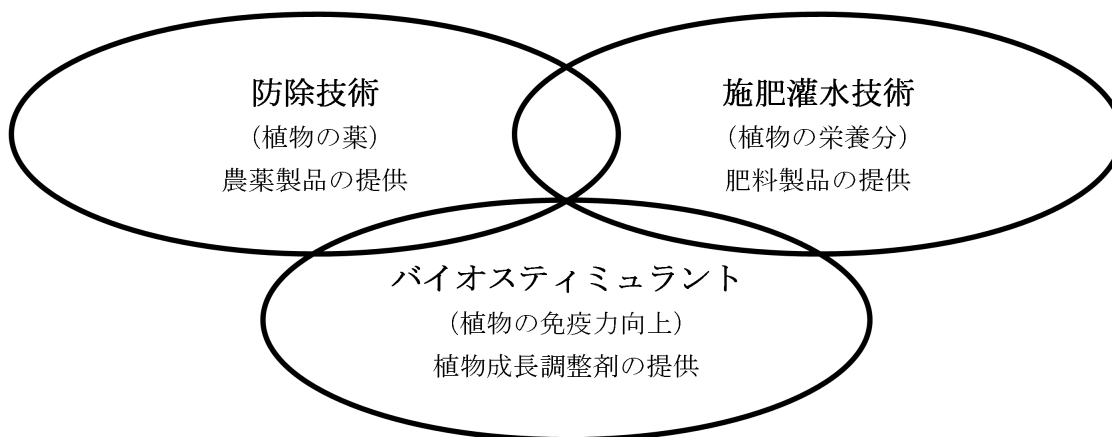 防除技術
（植物の薬）
農薬製品の提供
施肥灌水技術
（植物の栄養分）
肥料製品の提供
バイオスティミュラント
（植物の免疫力向上）
植物成長調整剤の提供